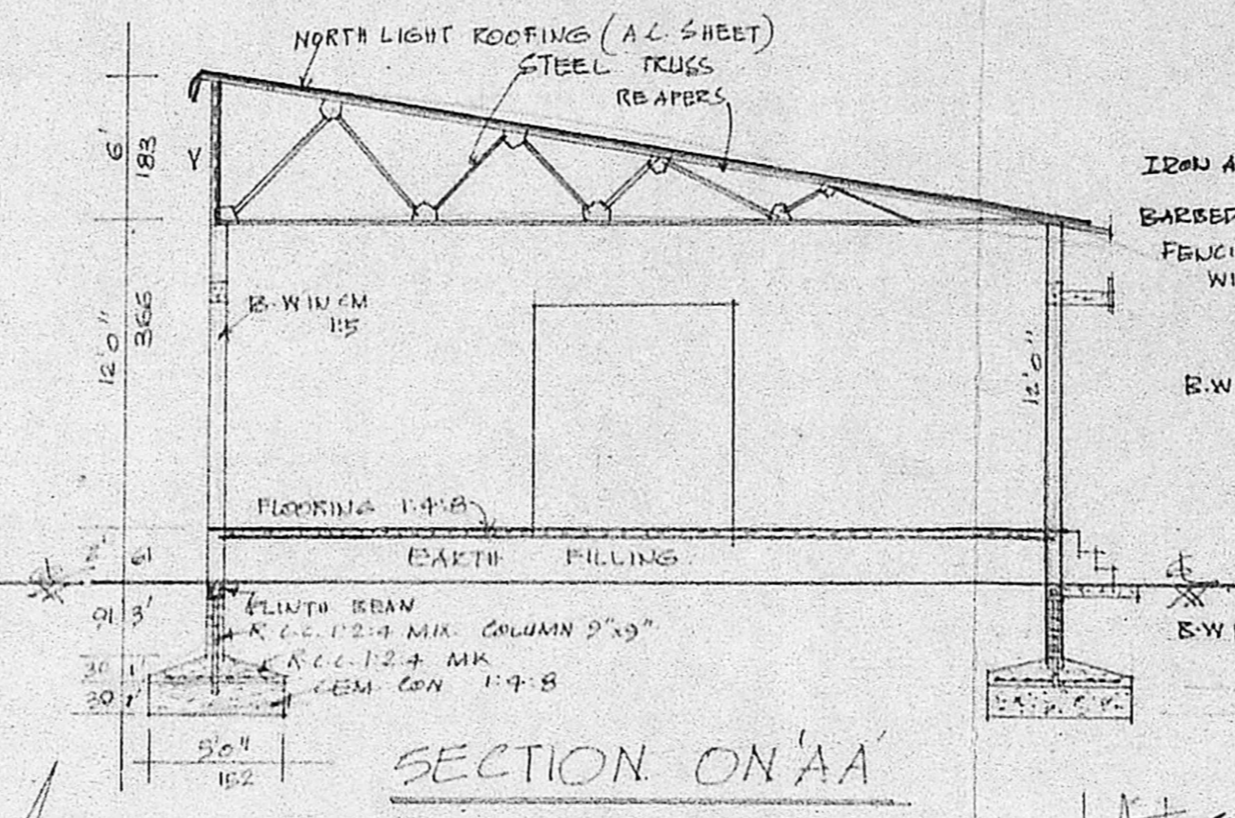 NORTH LIGHT ROOFING (A.C. SHEET)
STEEL TRUSS
REAPERS
6'
183
Y
IRON A
BARBED
FENCI
WI
B.W IN CM
1:5
12'0"
366
12'0"
B.W
FLOORING 1:4:8
EARTH FILLING
2'
61
PLINTH BEAM
91 3'
R.C.C. 1:2:4 MIX COLUMN 9"x9"
B.W
R.C.C. 1:2:4 MIX
30 1'
CEM CON 1:4:8
30 1'
5'0"
152
SECTION ON 'AA'